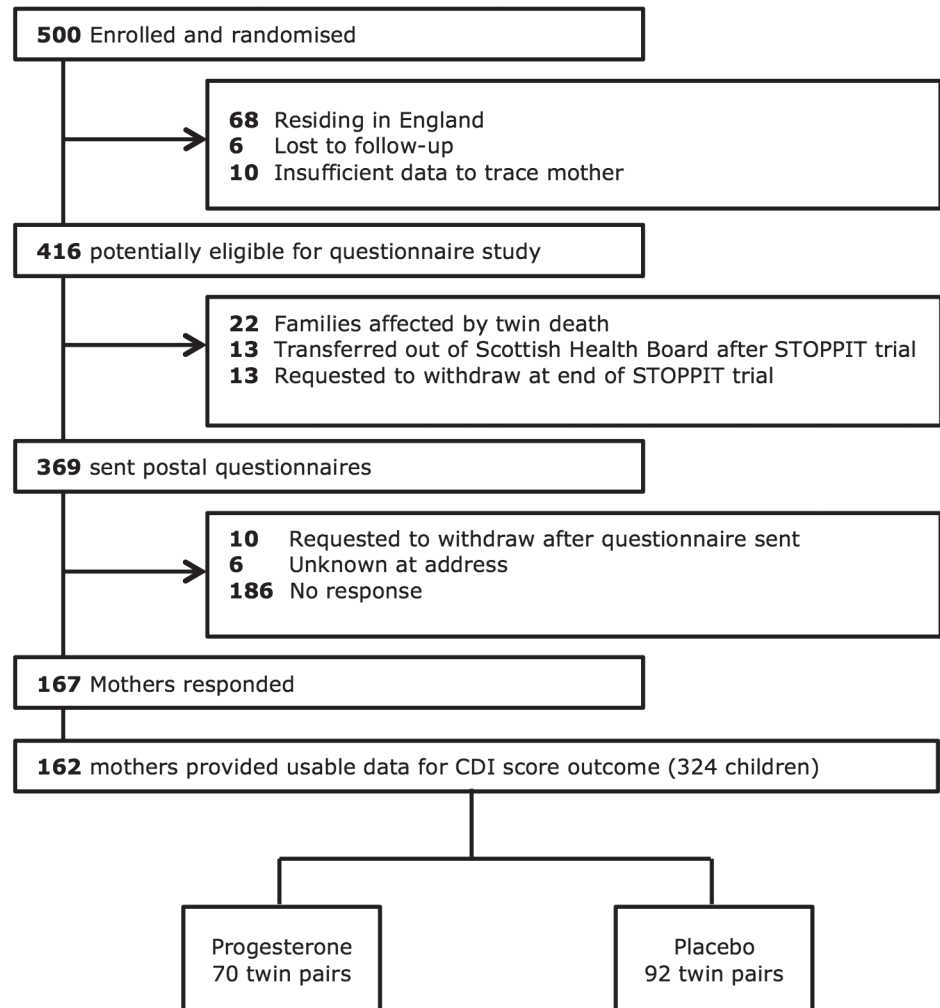 500 Enrolled and randomised
68 Residing in England
6 Lost to follow-up
10 Insufficient data to trace mother
416 potentially eligible for questionnaire study
22 Families affected by twin death
13 Transferred out of Scottish Health Board after STOPPIT trial
13 Requested to withdraw at end of STOPPIT trial
369 sent postal questionnaires
10 Requested to withdraw after questionnaire sent
6 Unknown at address
186 No response
167 Mothers responded
162 mothers provided usable data for CDI score outcome (324 children)
Progesterone
70 twin pairs
Placebo
92 twin pairs